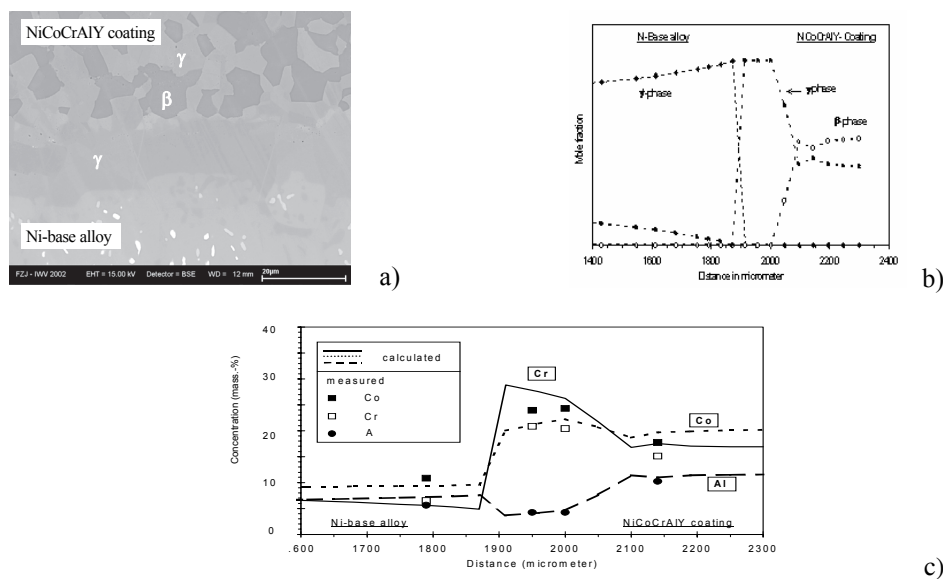 NiCoCrAlY coating
γ
β
γ
Ni-base alloy
FZJ - IWV 2002 EHT = 15.00 kV Detector = BSE WD = 12 mm 20µm
a)
N-Base alloy NiCoCrAlY-Coating
γ'-phase
γ-phase
β-phase
Mole fraction
1400 1600 1800 2000 2200 2400
Distance in micrometer
b)
40
30
20
10
0
Concentration (mass.-%)
calculated
measured
Co
Cr
A
Cr
Co
Al
Ni-base alloy NiCoCrAlY coating
.600 1700 1800 1900 2000 2100 2200 2300
Distance (micrometer)
c)